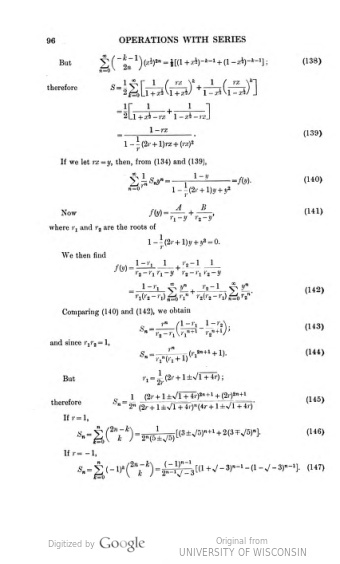 96 OPERATIONS WITH SERIES
But \sum_{n=0}^{\infty}\binom{-k-1}{2n}(x^{\frac{1}{2}})^{2n}=\frac{1}{2}[(1+x^{\frac{1}{2}})^{-k-1}+(1-x^{\frac{1}{2}})^{-k-1}]; (138)
therefore S=\frac{1}{2}\sum_{k=0}^{\infty}\left[\frac{1}{1+x^{\frac{1}{2}}}\left(\frac{rx}{1+x^{\frac{1}{2}}}\right)^k+\frac{1}{1-x^{\frac{1}{2}}}\left(\frac{rx}{1-x^{\frac{1}{2}}}\right)^k\right]
=\frac{1}{2}\left[\frac{1}{1+x^{\frac{1}{2}}-rx}+\frac{1}{1-x^{\frac{1}{2}}-rx}\right]
=\frac{1-rx}{1-\frac{1}{r}(2r+1)rx+(rx)^2} (139)
If we let rx=y, then, from (134) and (139),
\sum_{n=0}^{\infty}\frac{1}{r^n}S_n y^n=\frac{1-y}{1-\frac{1}{r}(2r+1)y+y^2}=f(y). (140)
Now f(y)=\frac{A}{r_1-y}+\frac{B}{r_2-y}, (141)
where r_1 and r_2 are the roots of
1-\frac{1}{r}(2r+1)y+y^2=0.
We then find
f(y)=\frac{1-r_1}{r_2-r_1}\frac{1}{r_1-y}+\frac{r_2-1}{r_2-r_1}\frac{1}{r_2-y}
=\frac{1-r_1}{r_1(r_2-r_1)}\sum_{n=0}^{\infty}\frac{y^n}{r_1^n}+\frac{r_2-1}{r_2(r_2-r_1)}\sum_{n=0}^{\infty}\frac{y^n}{r_2^n}. (142)
Comparing (140) and (142), we obtain
S_n=\frac{r^n}{r_2-r_1}\left(\frac{1-r_1}{r_1^{n+1}}-\frac{1-r_2}{r_2^{n+1}}\right); (143)
and since r_1r_2=1,
S_n=\frac{r^n}{r_1^n(r_1+1)}(r_1^{2n+1}+1). (144)
But r_1=\frac{1}{2r}(2r+1\pm\sqrt{1+4r});
therefore S_n=\frac{1}{2^n}\frac{(2r+1\pm\sqrt{1+4r})^{2n+1}+(2r)^{2n+1}}{(2r+1\pm\sqrt{1+4r})^n(4r+1\pm\sqrt{1+4r})} (145)
If r=1,
S_n=\sum_{k=0}^{n}\binom{2n-k}{k}=\frac{1}{2^n(5\pm\sqrt{5})}[(3\pm\sqrt{5})^{n+1}+2(3\mp\sqrt{5})^n]. (146)
If r=-1,
S_n=\sum_{k=0}^{n}(-1)^k\binom{2n-k}{k}=\frac{(-1)^{n-1}}{2^{n-1}\sqrt{-3}}[(1+\sqrt{-3})^{n-1}-(1-\sqrt{-3})^{n-1}]. (147)
Digitized by Google
Original from
UNIVERSITY OF WISCONSIN